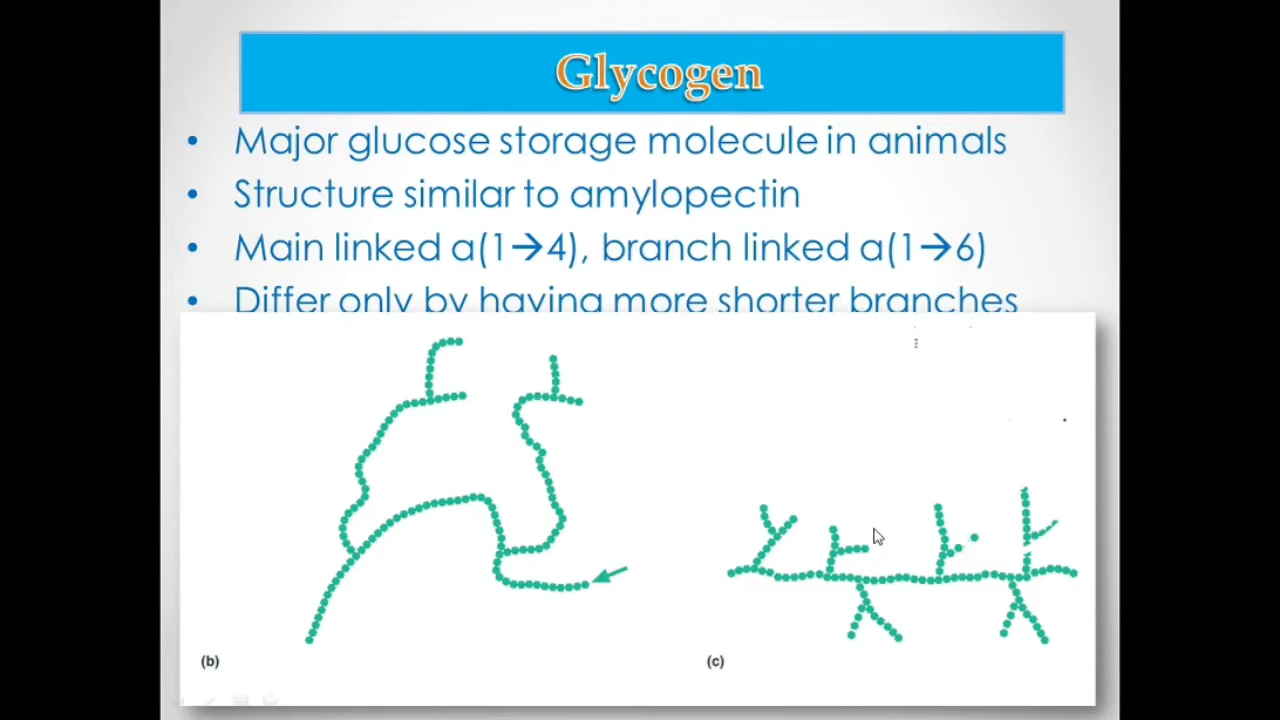 Glycogen
• Major glucose storage molecule in animals
• Structure similar to amylopectin
• Main linked a(1→4), branch linked a(1→6)
• Differ only by having more shorter branches
(b)
(c)